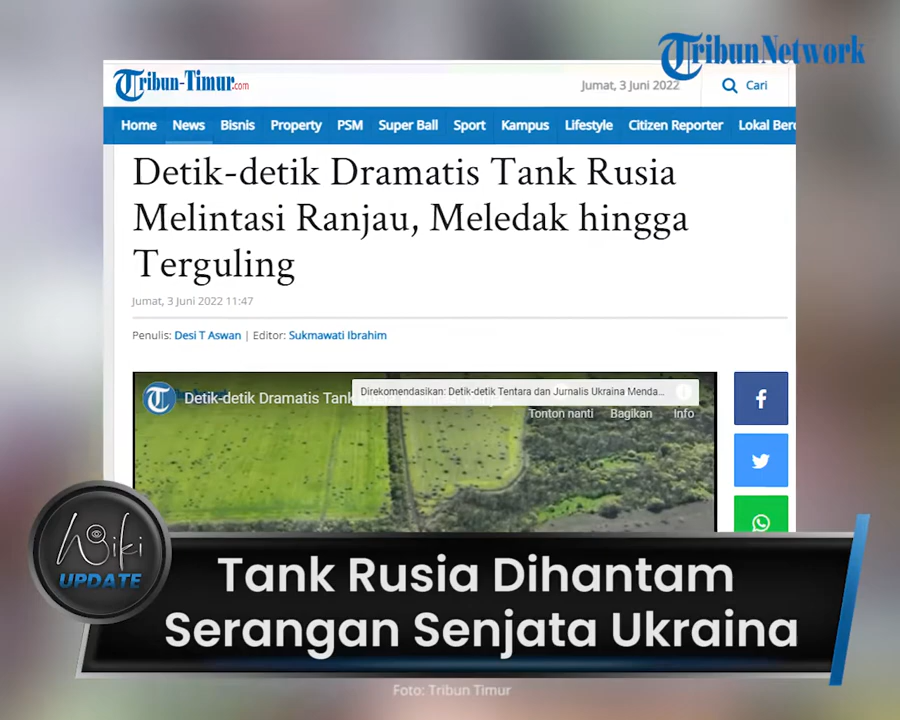 TribunNetwork
Tribun-Timur.com
Jumat, 3 Juni 2022
Cari
Home News Bisnis Property PSM Super Ball Sport Kampus Lifestyle Citizen Reporter Lokal Bere
Detik-detik Dramatis Tank Rusia
Melintasi Ranjau, Meledak hingga
Terguling
Jumat, 3 Juni 2022 11:47
Penulis: Desi T Aswan | Editor: Sukmawati Ibrahim
Detik-detik Dramatis Tank
Direkomendasikan: Detik-detik Tentara dan Jurnalis Ukraina Menda...
Tonton nanti Bagikan Info
Wiki
UPDATE
Tank Rusia Dihantam
Serangan Senjata Ukraina
Foto: Tribun Timur